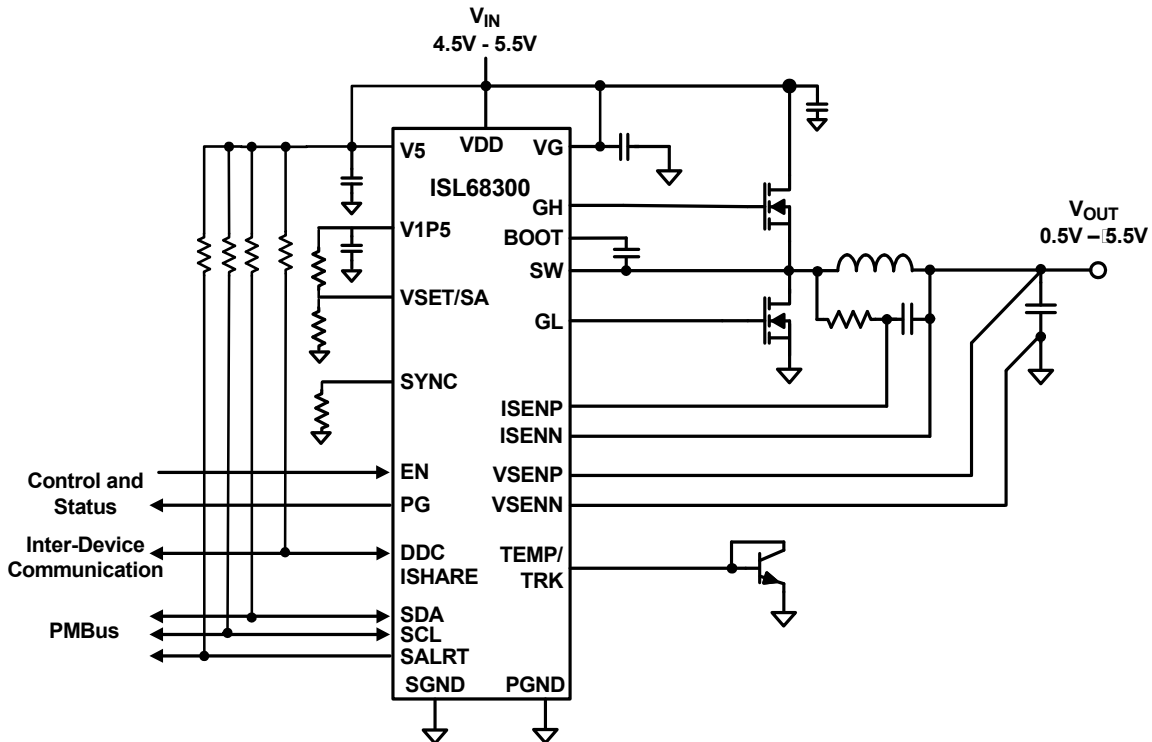 VIN
4.5V - 5.5V
V5
VDD
VG
ISL68300
GH
V1P5
BOOT
SW
VSET/SA
GL
SYNC
ISENP
ISENN
EN
VSENP
PG
VSENN
DDC
ISHARE
TEMP/
TRK
SDA
SCL
SALRT
SGND
PGND
VOUT
0.5V – 5.5V
Control and
Status
Inter-Device
Communication
PMBus